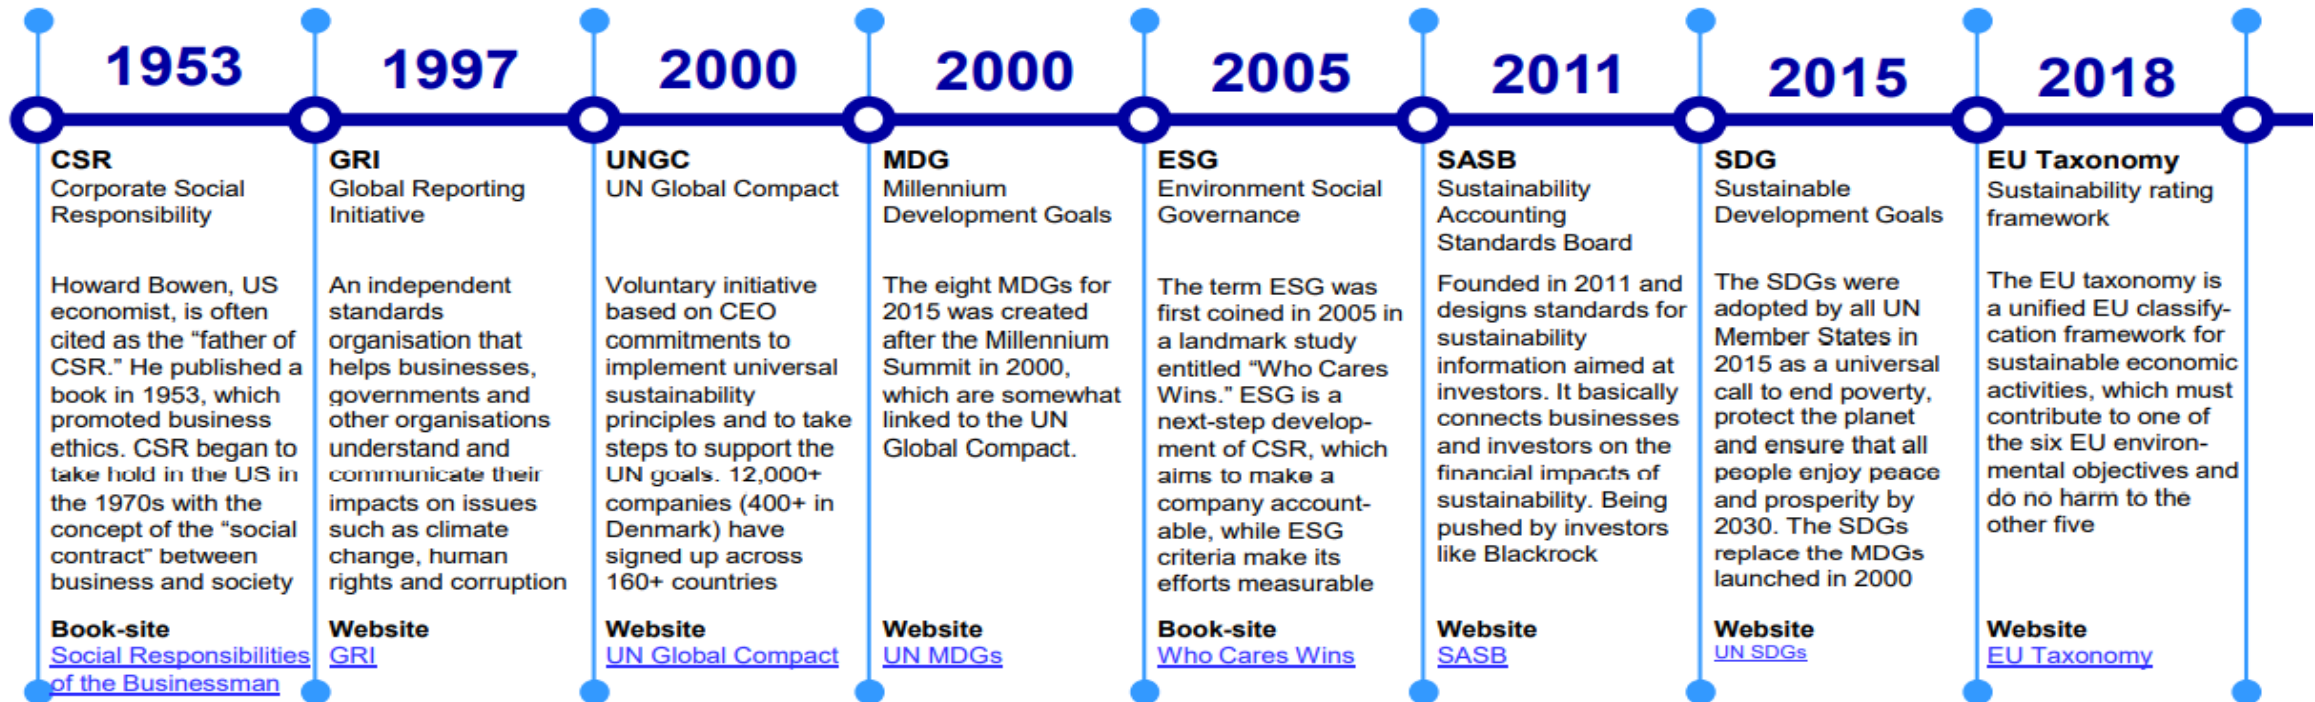 1953
CSR
Corporate Social
Responsibility
Howard Bowen, US
economist, is often
cited as the “father of
CSR.” He published a
book in 1953, which
promoted business
ethics. CSR began to
take hold in the US in
the 1970s with the
concept of the “social
contract” between
business and society
Book-site
Social Responsibilities
of the Businessman
1997
GRI
Global Reporting
Initiative
An independent
standards
organisation that
helps businesses,
governments and
other organisations
understand and
communicate their
impacts on issues
such as climate
change, human
rights and corruption
Website
GRI
2000
UNGC
UN Global Compact
Voluntary initiative
based on CEO
commitments to
implement universal
sustainability
principles and to take
steps to support the
UN goals. 12,000+
companies (400+ in
Denmark) have
signed up across
160+ countries
Website
UN Global Compact
2000
MDG
Millennium
Development Goals
The eight MDGs for
2015 was created
after the Millennium
Summit in 2000,
which are somewhat
linked to the UN
Global Compact.
Website
UN MDGs
2005
ESG
Environment Social
Governance
The term ESG was
first coined in 2005 in
a landmark study
entitled “Who Cares
Wins.” ESG is a
next-step develop-
ment of CSR, which
aims to make a
company account-
able, while ESG
criteria make its
efforts measurable
Book-site
Who Cares Wins
2011
SASB
Sustainability
Accounting
Standards Board
Founded in 2011 and
designs standards for
sustainability
information aimed at
investors. It basically
connects businesses
and investors on the
financial impacts of
sustainability. Being
pushed by investors
like Blackrock
Website
SASB
2015
SDG
Sustainable
Development Goals
The SDGs were
adopted by all UN
Member States in
2015 as a universal
call to end poverty,
protect the planet
and ensure that all
people enjoy peace
and prosperity by
2030. The SDGs
replace the MDGs
launched in 2000
Website
UN SDGs
2018
EU Taxonomy
Sustainability rating
framework
The EU taxonomy is
a unified EU classify-
cation framework for
sustainable economic
activities, which must
contribute to one of
the six EU environ-
mental objectives and
do no harm to the
other five
Website
EU Taxonomy